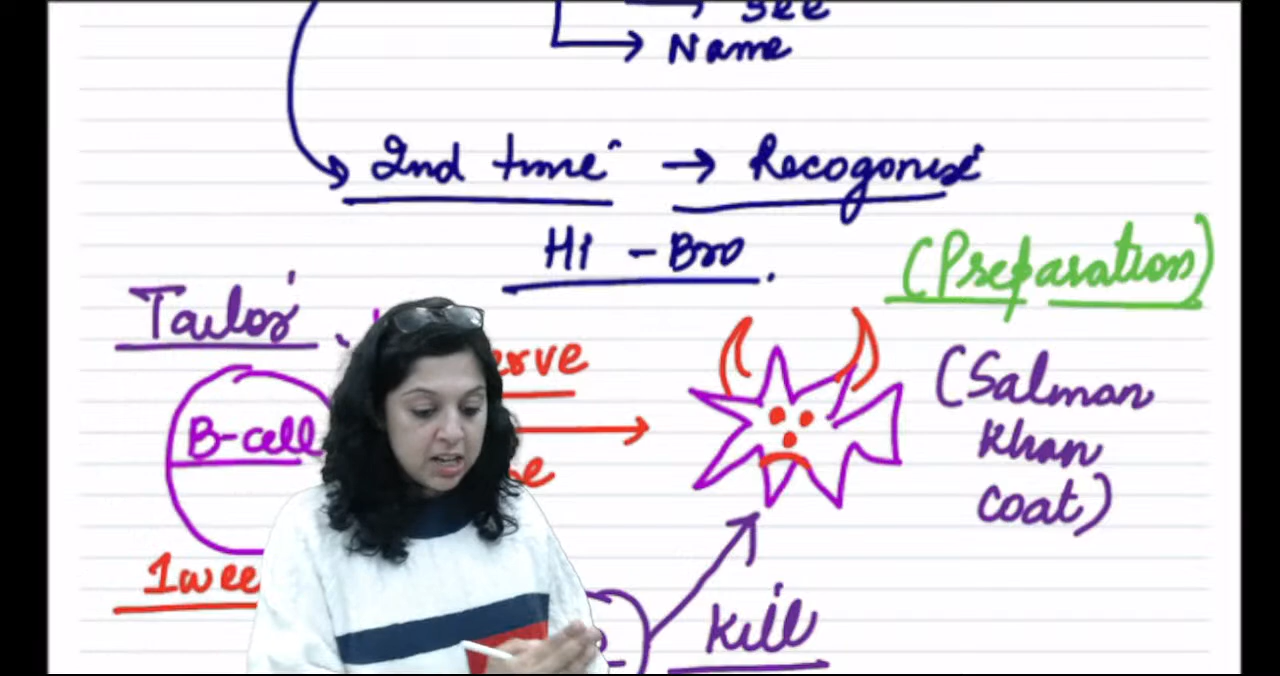 See
Name
2nd time → Recogonise
Hi - Bro
(Preparation)
Tailor
B-cell
(Salman
Khan
coat)
Kill